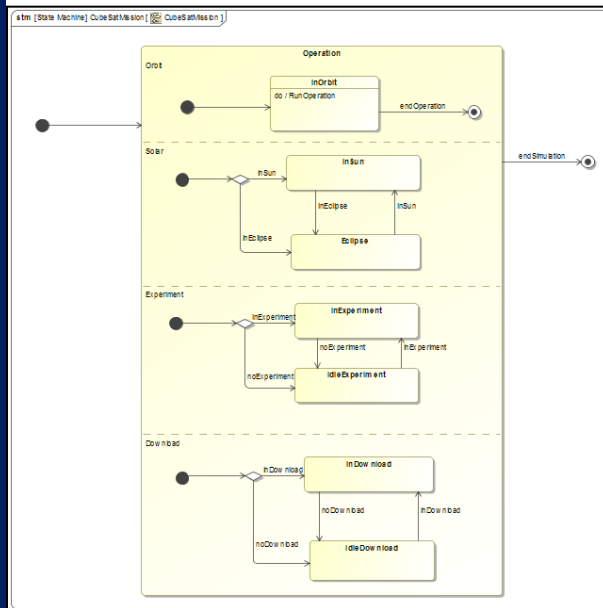 stm [State Machine] CubeSatMission [ CubeSatMission ]
Operation
Orbit
InOrbit
do / RunOperation
endOperation
endSimulation
Solar
InSun
inSun
inEclipse
inSun
inEclipse
Eclipse
Experiment
InExperiment
inExperiment
noExperiment
inExperiment
noExperiment
IdleExperiment
Download
InDownload
inDownload
noDownload
inDownload
noDownload
IdleDownload